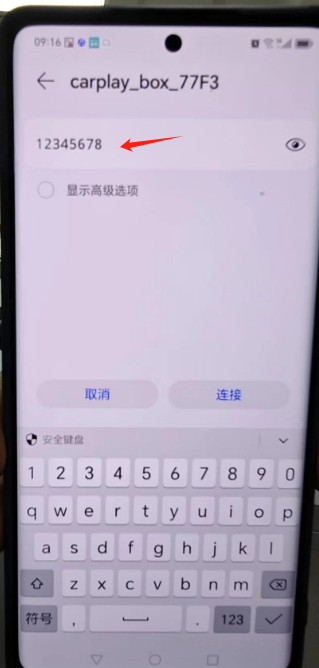 09:16
carplay_box_77F3
12345678
显示高级选项
取消 连接
安全键盘
1 2 3 4 5 6 7 8 9 0
q w e r t y u i o p
a s d f g h j k l
z x c v b n m
符号 , . 123